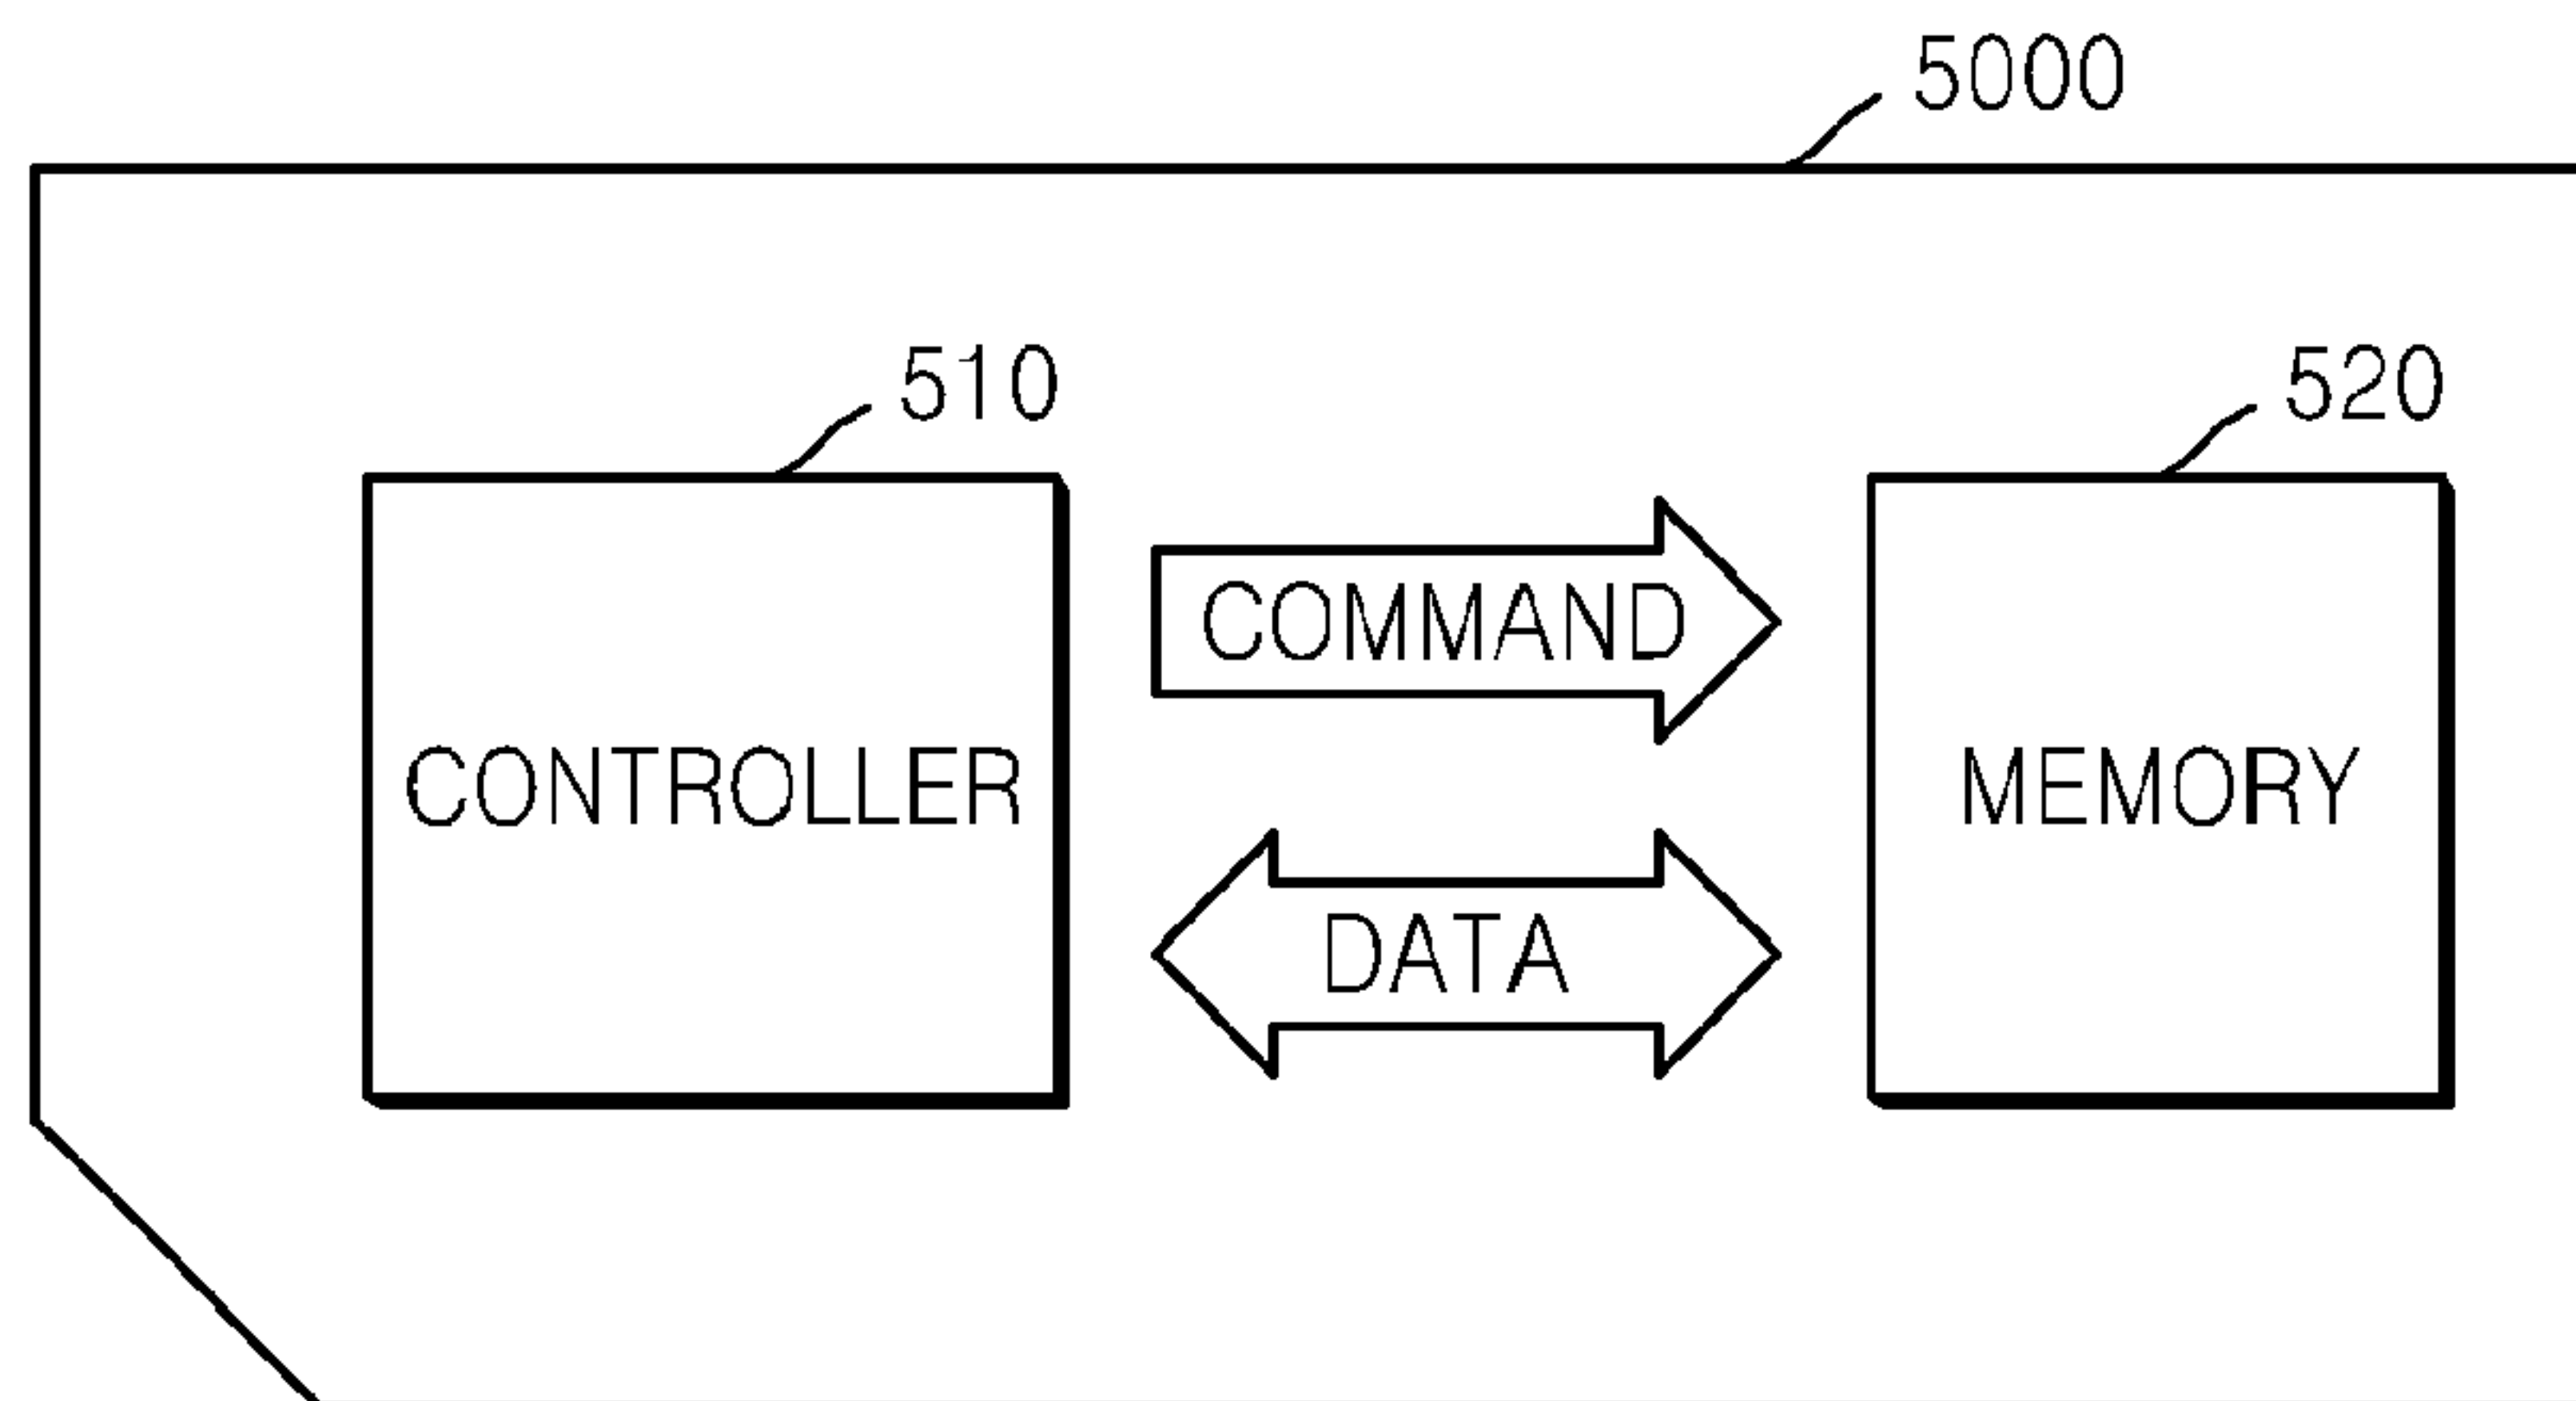 5000
510
520
COMMAND
CONTROLLER
MEMORY
DATA